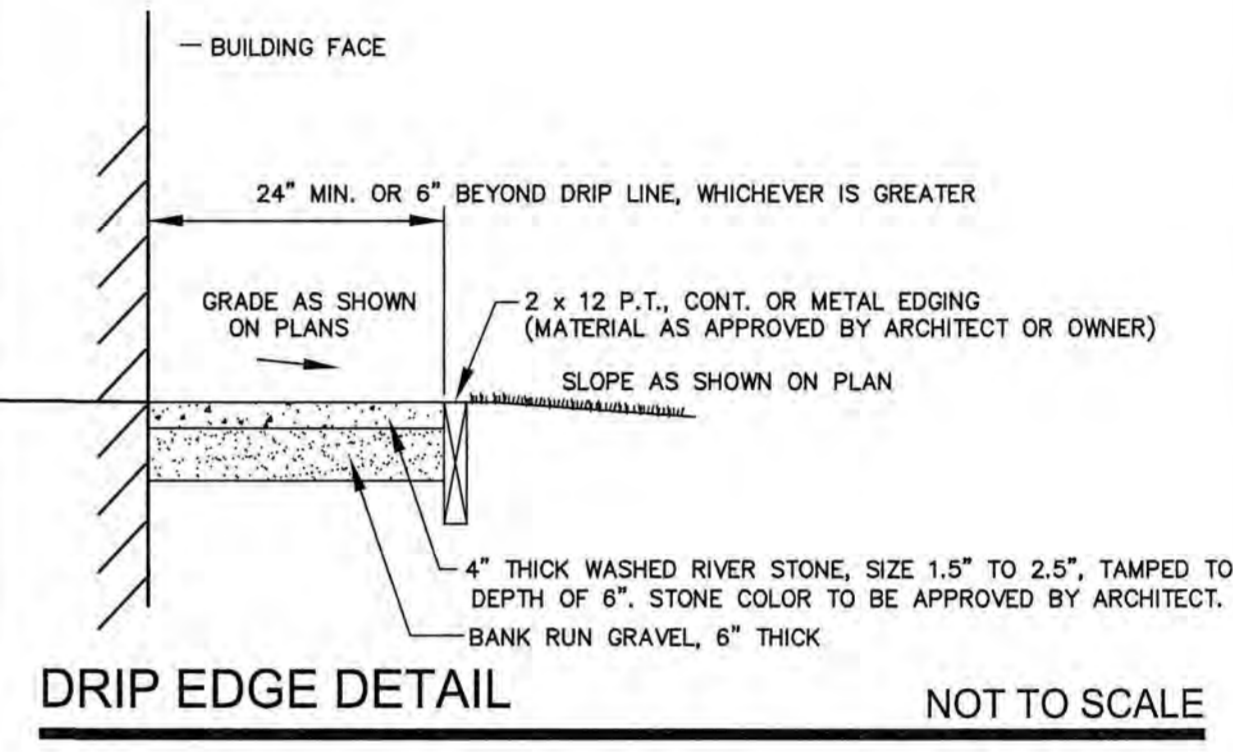 BUILDING FACE
24" MIN. OR 6" BEYOND DRIP LINE, WHICHEVER IS GREATER
GRADE AS SHOWN
ON PLANS
2 x 12 P.T., CONT. OR METAL EDGING
(MATERIAL AS APPROVED BY ARCHITECT OR OWNER)
SLOPE AS SHOWN ON PLAN
4" THICK WASHED RIVER STONE, SIZE 1.5" TO 2.5", TAMPED TO
DEPTH OF 6". STONE COLOR TO BE APPROVED BY ARCHITECT.
BANK RUN GRAVEL, 6" THICK
DRIP EDGE DETAIL
NOT TO SCALE